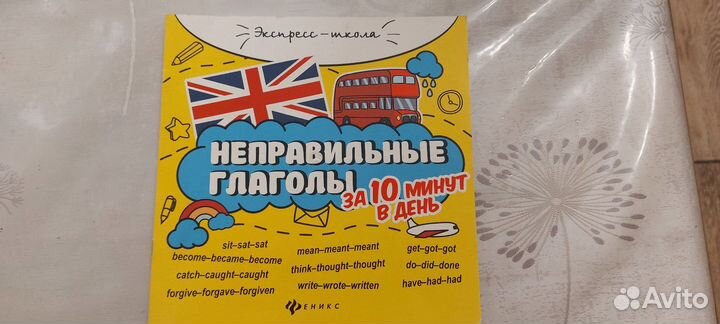 Экспресс-школа
НЕПРАВИЛЬНЫЕ
ГЛАГОЛЫ
ЗА 10 МИНУТ
В ДЕНЬ
sit–sat–sat
become–became–become
catch–caught–caught
forgive–forgave–forgiven
mean–meant–meant
think–thought–thought
write–wrote–written
get–got–got
do–did–done
have–had–had
ФЕНИКС
Avito